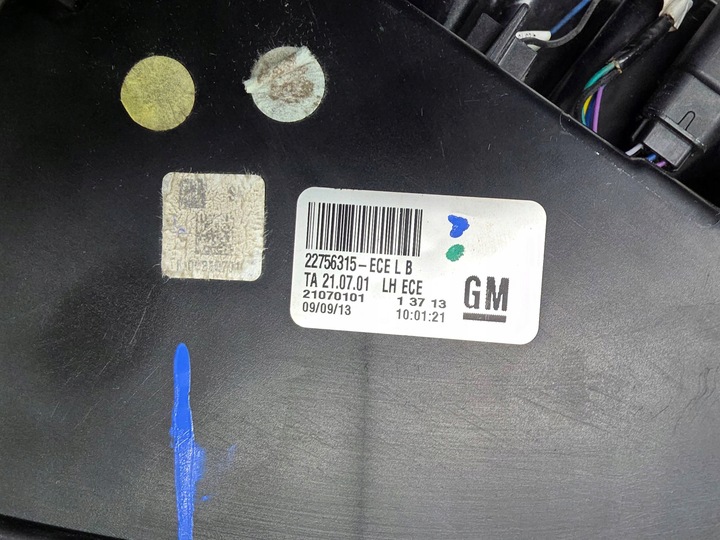 22756315-ECE L B
TA 21.07.01 LH ECE
21070101 1 37 13
09/09/13 10:01:21
GM